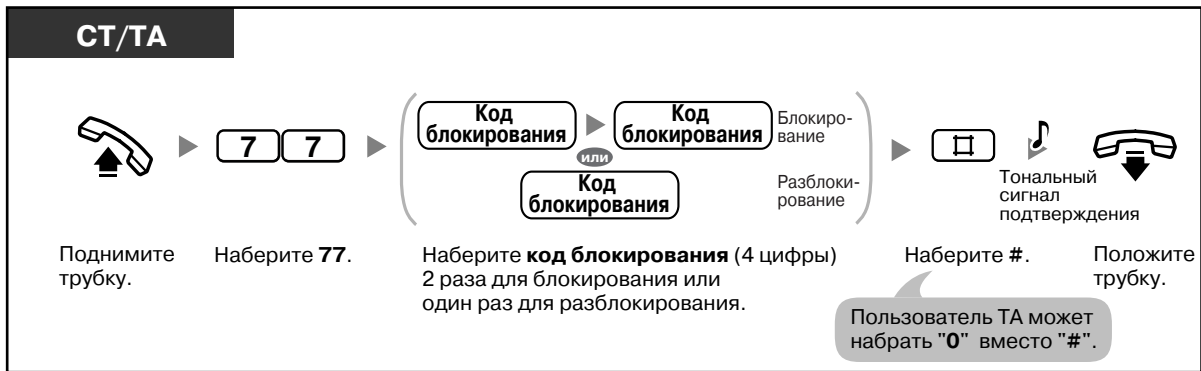 СТ/ТА
7 7
Код
блокирования
Код
блокирования
Блокиро-
вание
или
Код
блокирования
Разблоки-
рование
#
Тональный
сигнал
подтверждения
Поднимите
трубку.
Наберите 77.
Наберите код блокирования (4 цифры)
2 раза для блокирования или
один раз для разблокирования.
Наберите #.
Положите
трубку.
Пользователь ТА может
набрать "0" вместо "#".